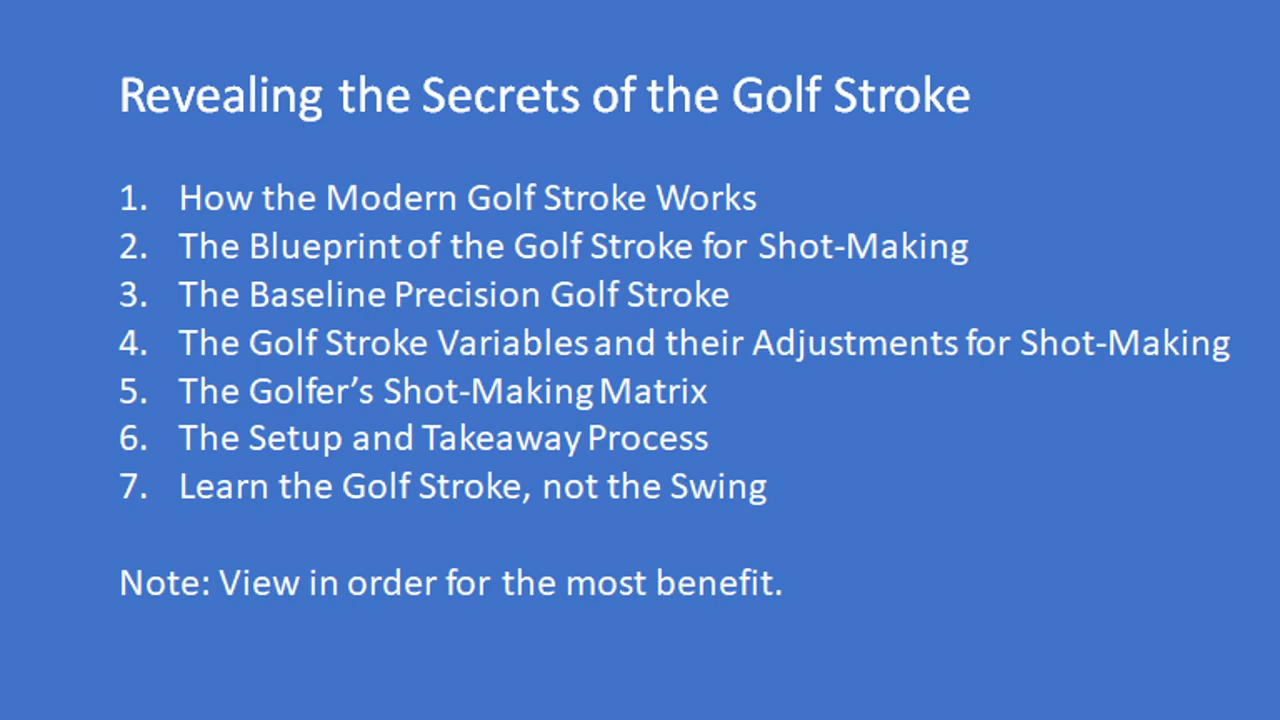 Revealing the Secrets of the Golf Stroke
1. How the Modern Golf Stroke Works
2. The Blueprint of the Golf Stroke for Shot-Making
3. The Baseline Precision Golf Stroke
4. The Golf Stroke Variables and their Adjustments for Shot-Making
5. The Golfer’s Shot-Making Matrix
6. The Setup and Takeaway Process
7. Learn the Golf Stroke, not the Swing
Note: View in order for the most benefit.